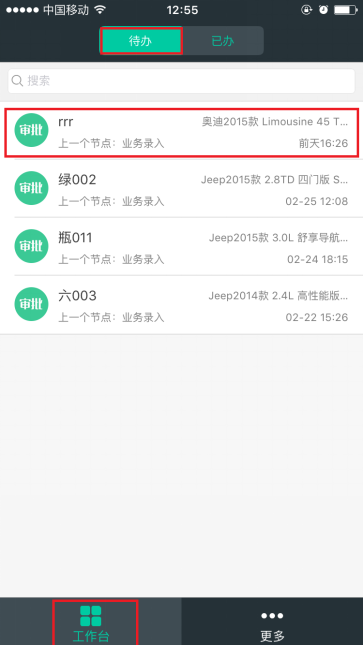 中国移动 12:55
待办 已办
搜索
审批 rrr 奥迪2015款 Limousine 45 T...
上一个节点：业务录入 前天16:26
审批 绿002 Jeep2015款 2.8TD 四门版 S...
上一个节点：业务录入 02-25 12:08
审批 瓶011 Jeep2015款 3.0L 舒享导航...
上一个节点：业务录入 02-24 18:15
审批 六003 Jeep2014款 2.4L 高性能版...
上一个节点：业务录入 02-22 15:26
工作台 更多